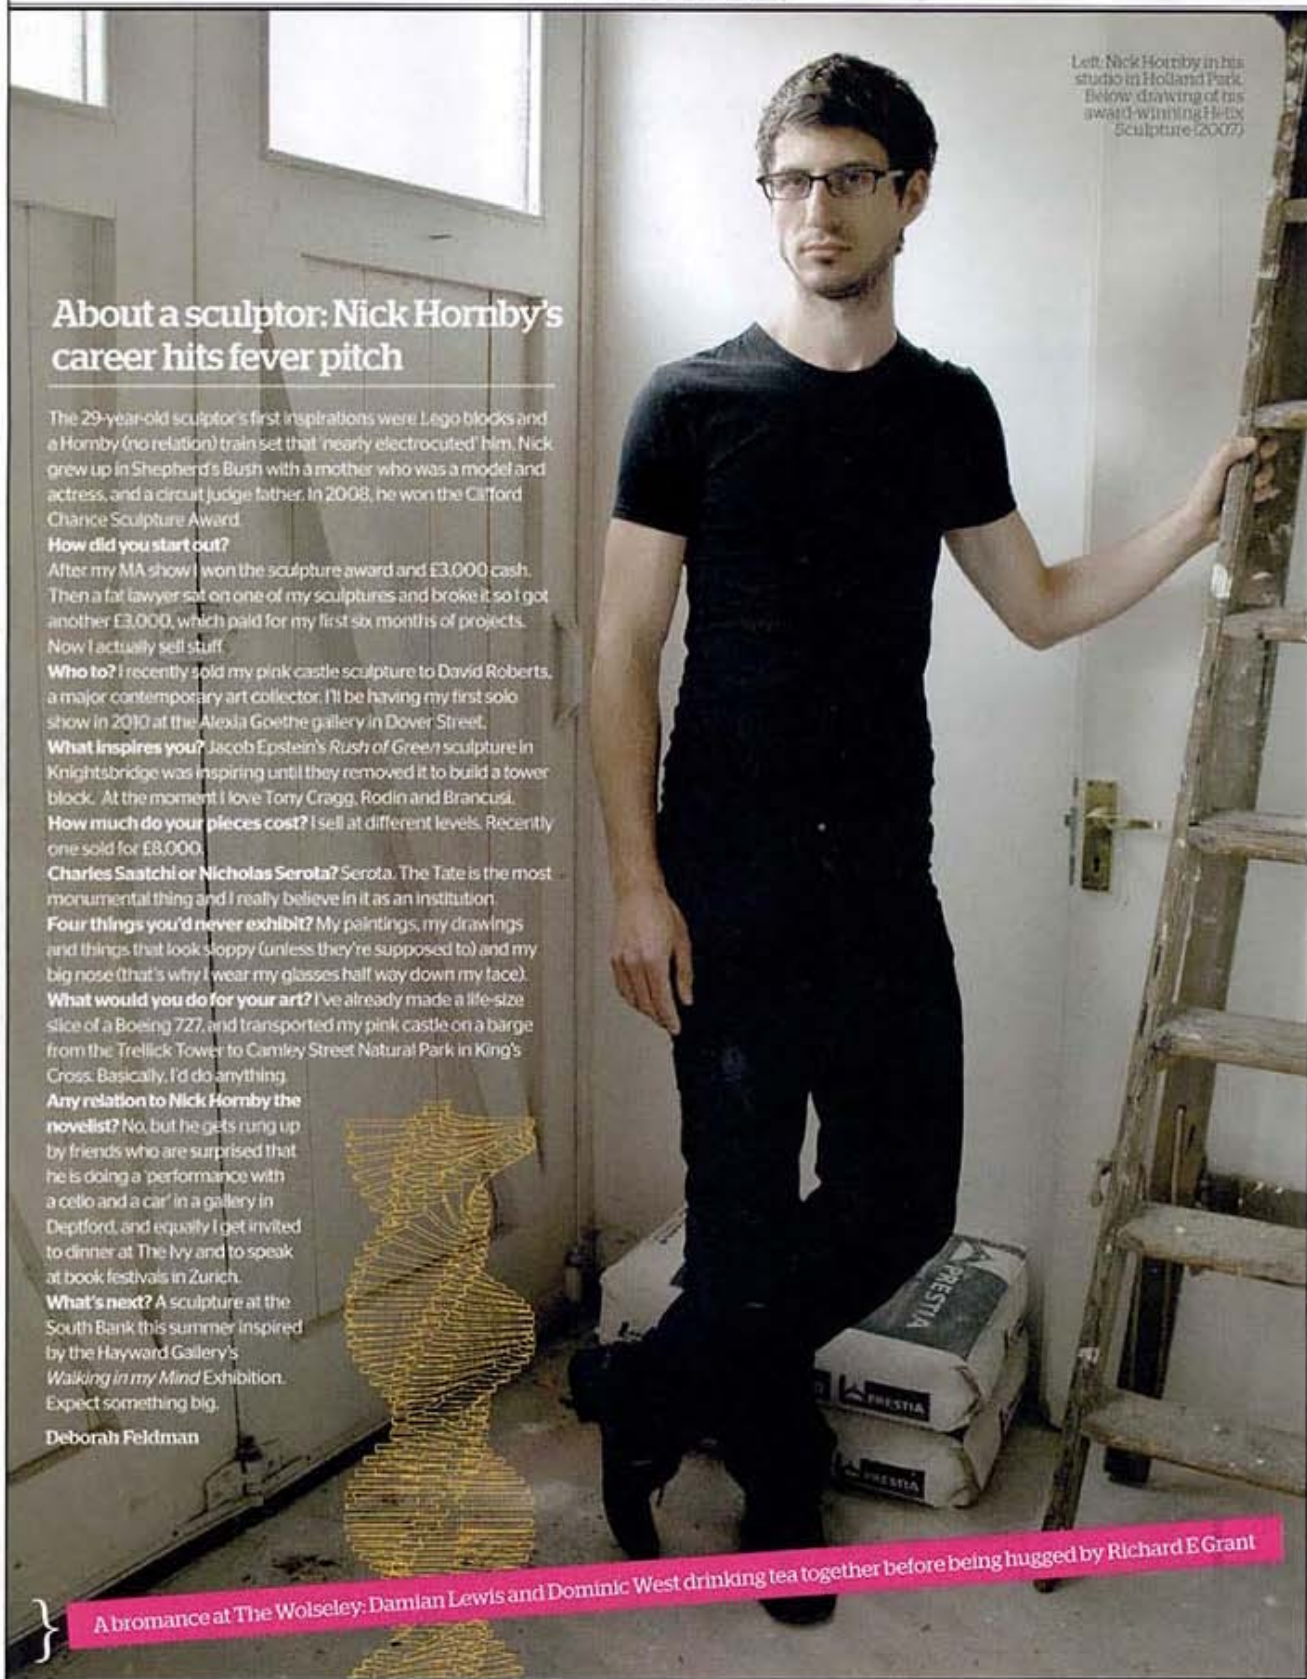 Left: Nick Hornby in his
studio in Holland Park.
Below: drawing of his
award-winning Helix
Sculpture (2007)
About a sculptor: Nick Hornby's
career hits fever pitch
The 29-year-old sculptor's first inspirations were Lego blocks and
a Hornby (no relation) train set that 'nearly electrocuted' him. Nick
grew up in Shepherd's Bush with a mother who was a model and
actress, and a circuit judge father. In 2008, he won the Clifford
Chance Sculpture Award.
How did you start out?
After my MA show I won the sculpture award and £3,000 cash.
Then a fat lawyer sat on one of my sculptures and broke it so I got
another £3,000, which paid for my first six months of projects.
Now I actually sell stuff.
Who to? I recently sold my pink castle sculpture to David Roberts,
a major contemporary art collector. I'll be having my first solo
show in 2010 at the Alexia Goethe gallery in Dover Street.
What inspires you? Jacob Epstein's Rush of Green sculpture in
Knightsbridge was inspiring until they removed it to build a tower
block. At the moment I love Tony Cragg, Rodin and Brancusi.
How much do your pieces cost? I sell at different levels. Recently
one sold for £8,000.
Charles Saatchi or Nicholas Serota? Serota. The Tate is the most
monumental thing and I really believe in it as an institution.
Four things you'd never exhibit? My paintings, my drawings
and things that look sloppy (unless they're supposed to) and my
big nose (that's why I wear my glasses half way down my face).
What would you do for your art? I've already made a life-size
slice of a Boeing 727, and transported my pink castle on a barge
from the Trellick Tower to Camley Street Natural Park in King's
Cross. Basically, I'd do anything.
Any relation to Nick Hornby the
novelist? No, but he gets rung up
by friends who are surprised that
he is doing a 'performance with
a cello and a car' in a gallery in
Deptford, and equally I get invited
to dinner at The Ivy and to speak
at book festivals in Zurich.
What's next? A sculpture at the
South Bank this summer inspired
by the Hayward Gallery's
Walking in my Mind Exhibition.
Expect something big.
Deborah Feldman
PRESTIA
PRESTIA
PRESTIA
} A bromance at The Wolseley: Damian Lewis and Dominic West drinking tea together before being hugged by Richard E Grant